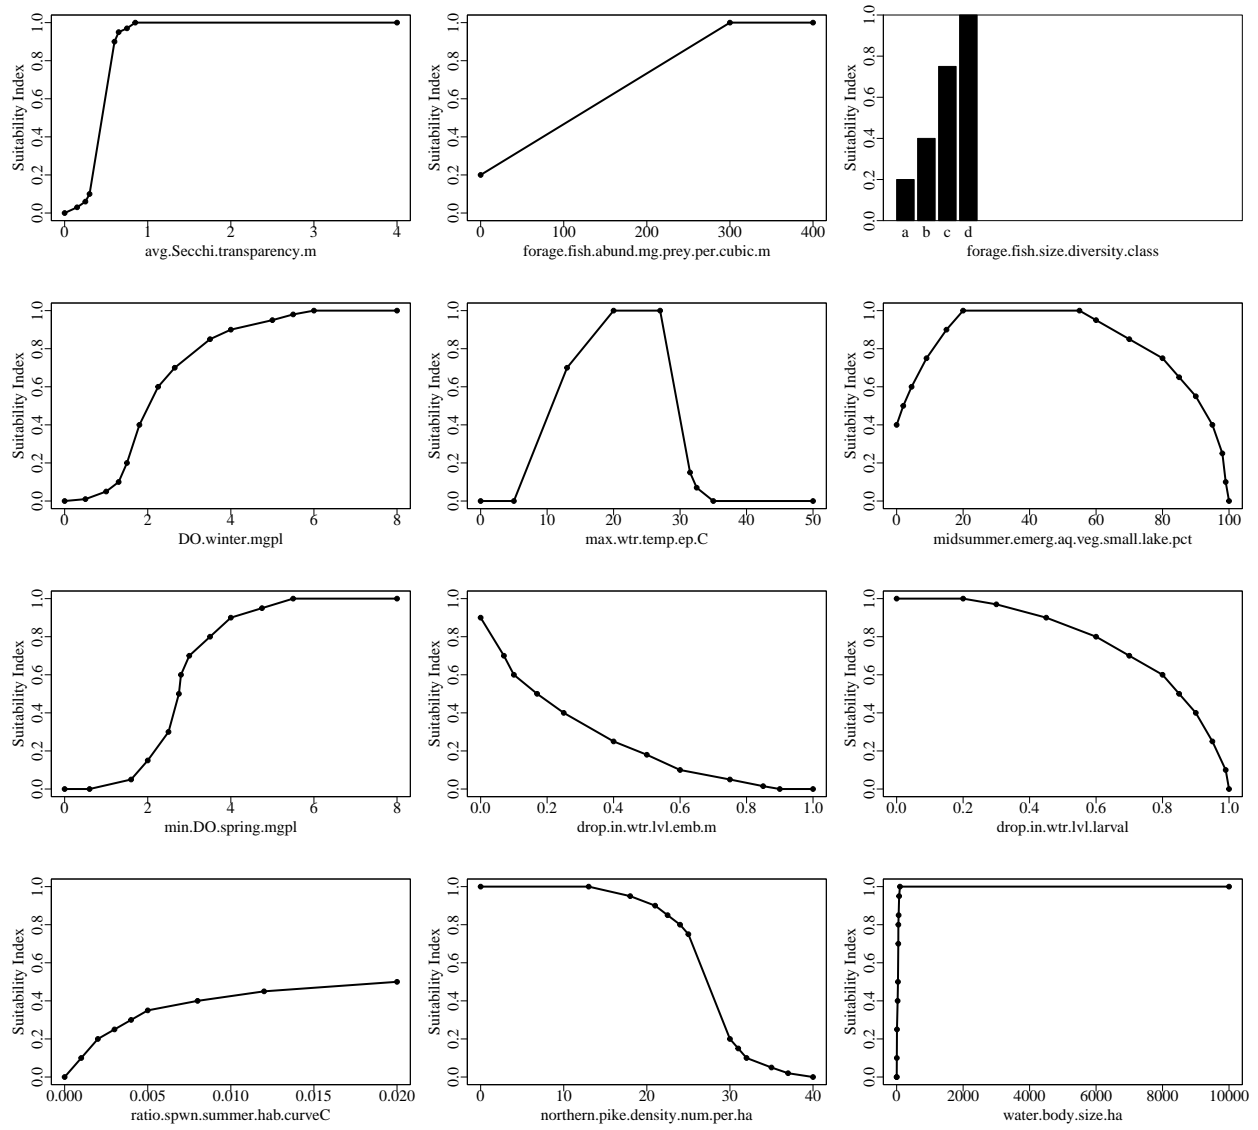 Suitability Index
0.0 0.2 0.4 0.6 0.8 1.0
0 1 2 3 4
avg.Secchi.transparency.m
Suitability Index
0.0 0.2 0.4 0.6 0.8 1.0
0 100 200 300 400
forage.fish.abund.mg.prey.per.cubic.m
Suitability Index
0.0 0.2 0.4 0.6 0.8 1.0
a b c d
forage.fish.size.diversity.class
Suitability Index
0.0 0.2 0.4 0.6 0.8 1.0
0 2 4 6 8
DO.winter.mgpl
Suitability Index
0.0 0.2 0.4 0.6 0.8 1.0
0 10 20 30 40 50
max.wtr.temp.ep.C
Suitability Index
0.0 0.2 0.4 0.6 0.8 1.0
0 20 40 60 80 100
midsummer.emerg.aq.veg.small.lake.pct
Suitability Index
0.0 0.2 0.4 0.6 0.8 1.0
0 2 4 6 8
min.DO.spring.mgpl
Suitability Index
0.0 0.2 0.4 0.6 0.8 1.0
0.0 0.2 0.4 0.6 0.8 1.0
drop.in.wtr.lvl.emb.m
Suitability Index
0.0 0.2 0.4 0.6 0.8 1.0
0.0 0.2 0.4 0.6 0.8 1.0
drop.in.wtr.lvl.larval
Suitability Index
0.0 0.2 0.4 0.6 0.8 1.0
0.000 0.005 0.010 0.015 0.020
ratio.spwn.summer.hab.curveC
Suitability Index
0.0 0.2 0.4 0.6 0.8 1.0
0 10 20 30 40
northern.pike.density.num.per.ha
Suitability Index
0.0 0.2 0.4 0.6 0.8 1.0
0 2000 4000 6000 8000 10000
water.body.size.ha